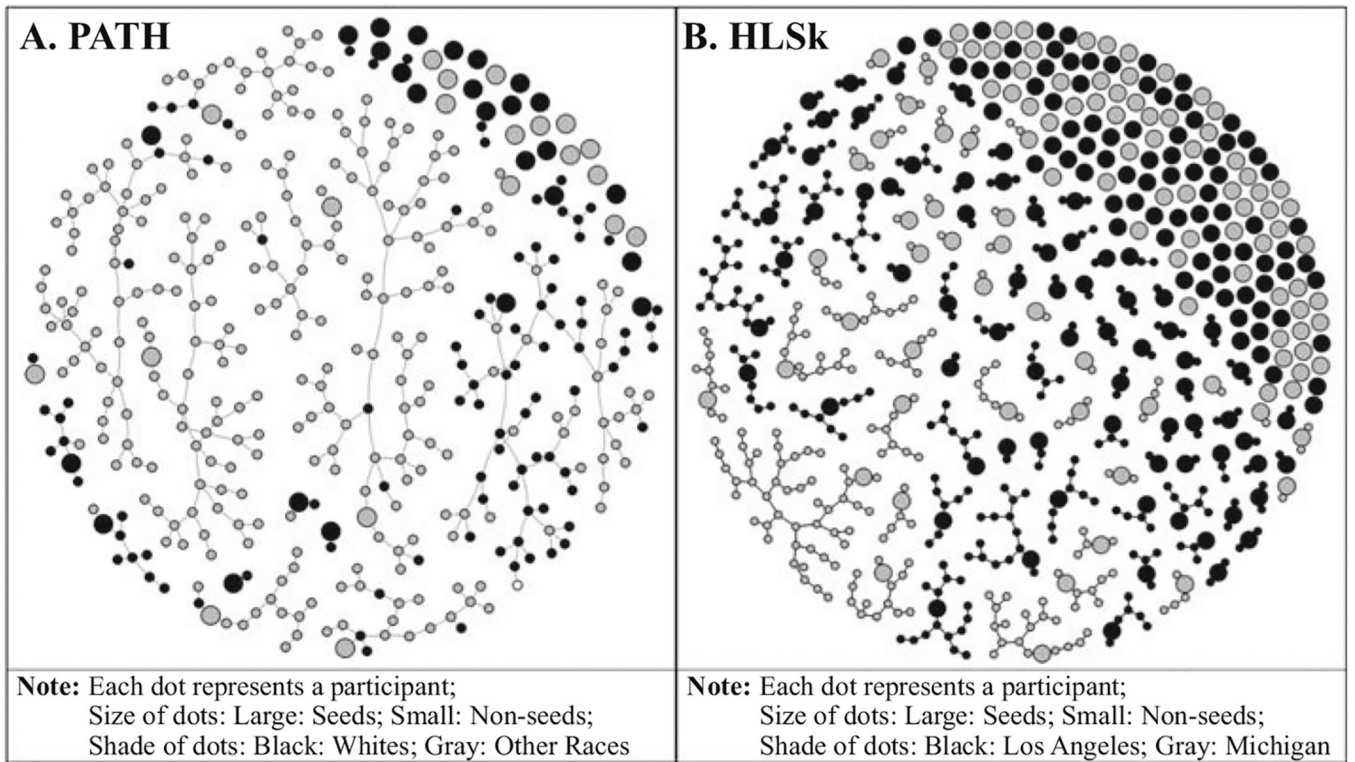 A. PATH
B. HLSk
Note: Each dot represents a participant;
Size of dots: Large: Seeds; Small: Non-seeds;
Shade of dots: Black: Whites; Gray: Other Races
Note: Each dot represents a participant;
Size of dots: Large: Seeds; Small: Non-seeds;
Shade of dots: Black: Los Angeles; Gray: Michigan